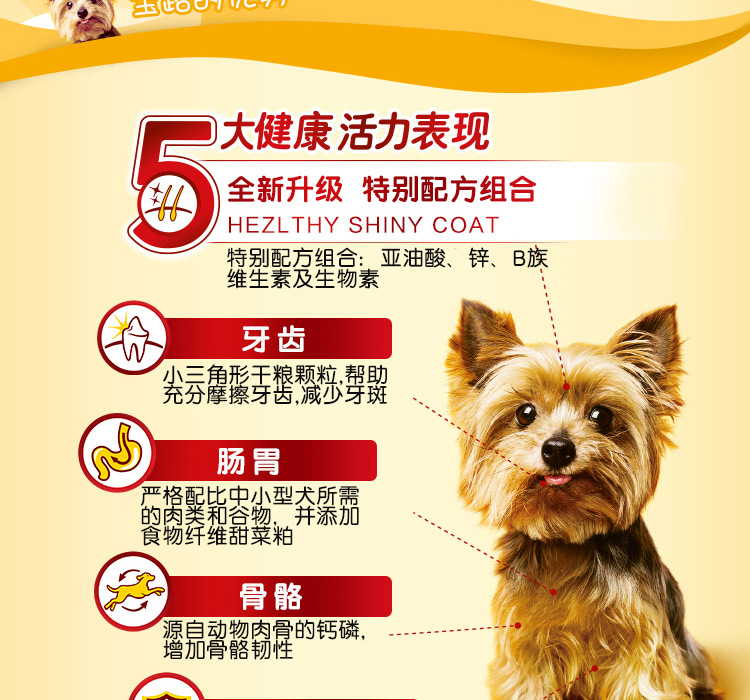 5大健康 活力表现
全新升级 特别配方组合
HEZLTHY SHINY COAT
特别配方组合：亚油酸、锌、B族
维生素及生物素
牙齿
小三角形干粮颗粒,帮助
充分摩擦牙齿,减少牙斑
肠胃
严格配比中小型犬所需
的肉类和谷物，并添加
食物纤维甜菜粕
骨骼
源自动物肉骨的钙磷,
增加骨骼韧性